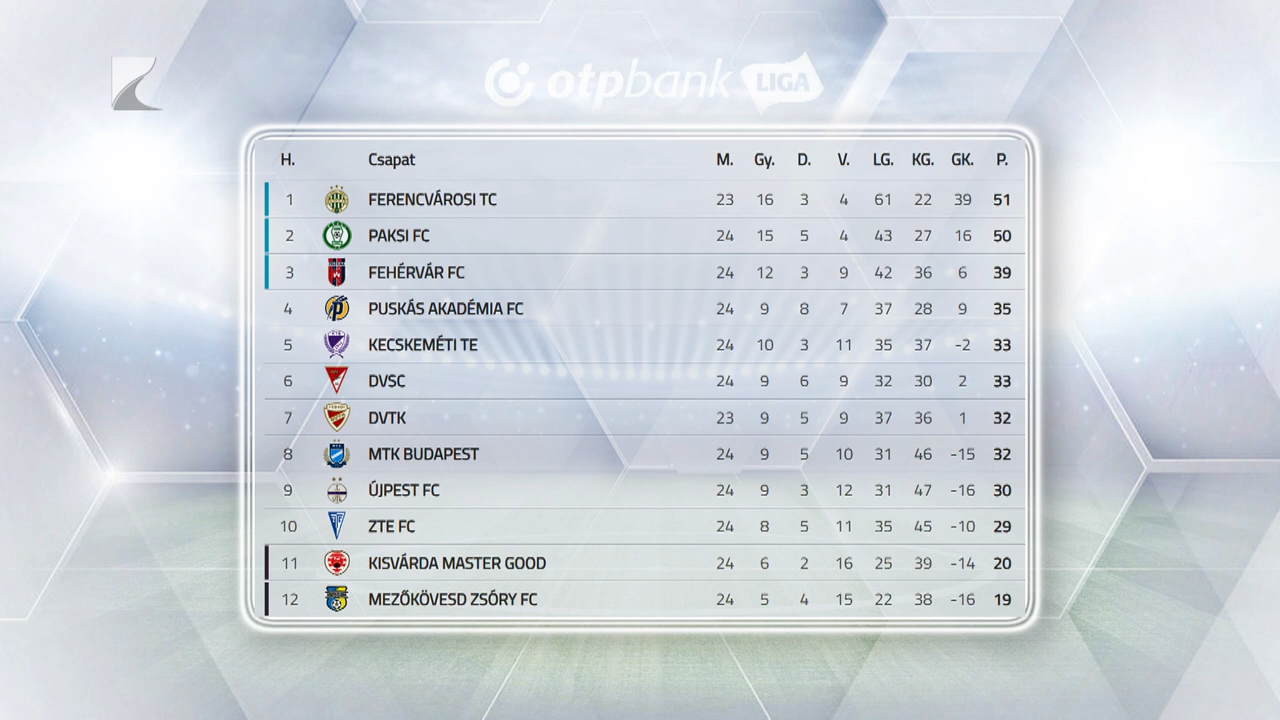 otpbank LIGA
H. Csapat M. Gy. D. V. LG. KG. GK. P.
1 FERENCVÁROSI TC 23 16 3 4 61 22 39 51
2 PAKSI FC 24 15 5 4 43 27 16 50
3 FEHÉRVÁR FC 24 12 3 9 42 36 6 39
4 PUSKÁS AKADÉMIA FC 24 9 8 7 37 28 9 35
5 KECSKEMÉTI TE 24 10 3 11 35 37 -2 33
6 DVSC 24 9 6 9 32 30 2 33
7 DVTK 23 9 5 9 37 36 1 32
8 MTK BUDAPEST 24 9 5 10 31 46 -15 32
9 ÚJPEST FC 24 9 3 12 31 47 -16 30
10 ZTE FC 24 8 5 11 35 45 -10 29
11 KISVÁRDA MASTER GOOD 24 6 2 16 25 39 -14 20
12 MEZŐKÖVESD ZSÓRY FC 24 5 4 15 22 38 -16 19